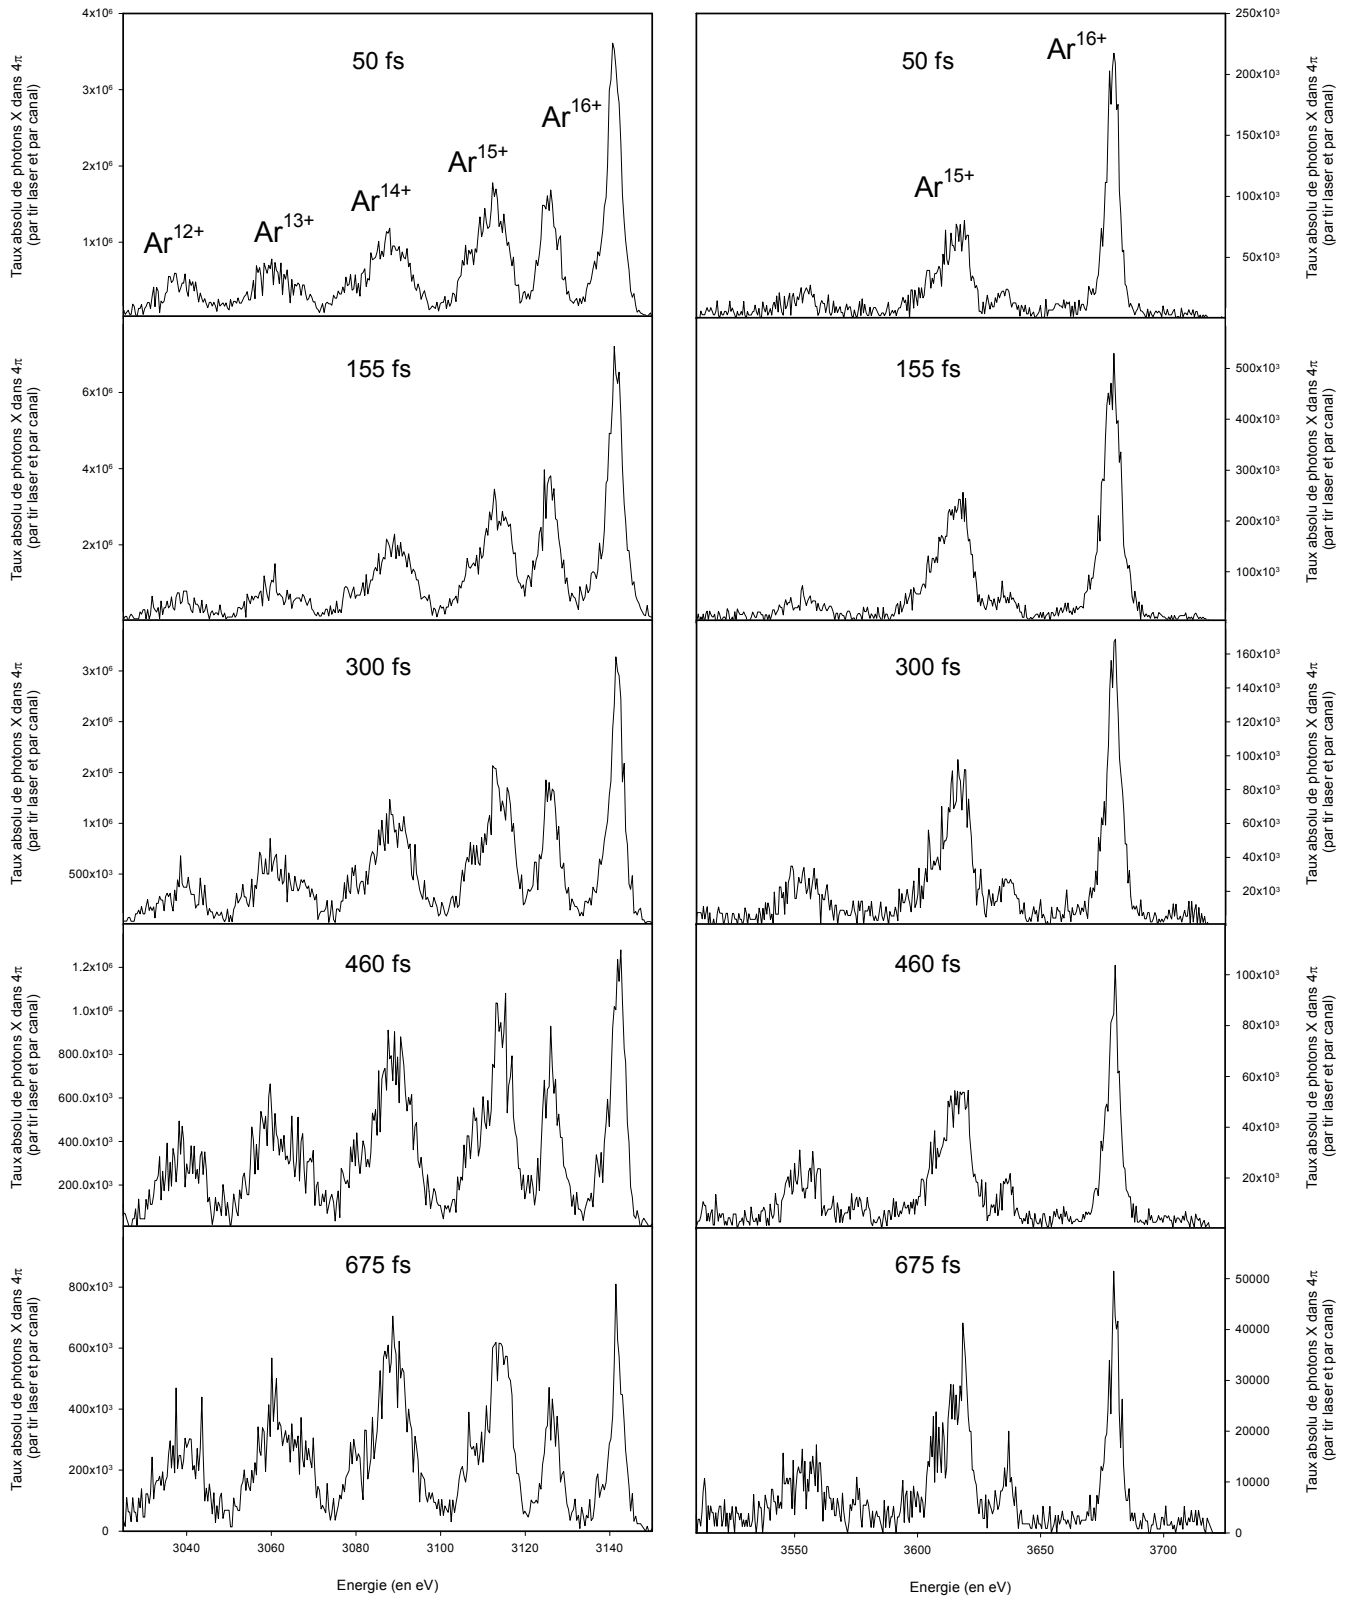 Taux absolu de photons X dans 4π
(par tir laser et par canal)
4x10⁶
3x10⁶
2x10⁶
1x10⁶
50 fs
Ar¹²⁺
Ar¹³⁺
Ar¹⁴⁺
Ar¹⁵⁺
Ar¹⁶⁺
50 fs
Ar¹⁵⁺
Ar¹⁶⁺
250x10³
200x10³
150x10³
100x10³
50x10³
Taux absolu de photons X dans 4π
(par tir laser et par canal)
Taux absolu de photons X dans 4π
(par tir laser et par canal)
6x10⁶
4x10⁶
2x10⁶
155 fs
155 fs
500x10³
400x10³
300x10³
200x10³
100x10³
Taux absolu de photons X dans 4π
(par tir laser et par canal)
Taux absolu de photons X dans 4π
(par tir laser et par canal)
3x10⁶
2x10⁶
2x10⁶
1x10⁶
500x10³
300 fs
300 fs
160x10³
140x10³
120x10³
100x10³
80x10³
60x10³
40x10³
20x10³
Taux absolu de photons X dans 4π
(par tir laser et par canal)
Taux absolu de photons X dans 4π
(par tir laser et par canal)
1.2x10⁶
1.0x10⁶
800.0x10³
600.0x10³
400.0x10³
200.0x10³
460 fs
460 fs
100x10³
80x10³
60x10³
40x10³
20x10³
Taux absolu de photons X dans 4π
(par tir laser et par canal)
Taux absolu de photons X dans 4π
(par tir laser et par canal)
800x10³
600x10³
400x10³
200x10³
0
675 fs
675 fs
50000
40000
30000
20000
10000
0
Taux absolu de photons X dans 4π
(par tir laser et par canal)
3040 3060 3080 3100 3120 3140
Energie (en eV)
3550 3600 3650 3700
Energie (en eV)